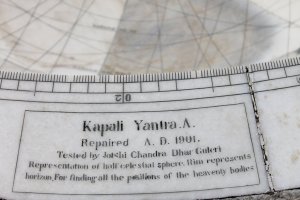 Kapali Yantra.A.
Repaired A. D. 1901.
Tested by Jotshi Chandra Dhar Guleri
Representation of half celestial sphere. Rim represents
horizon. For finding all the positions of the heavenly bodies